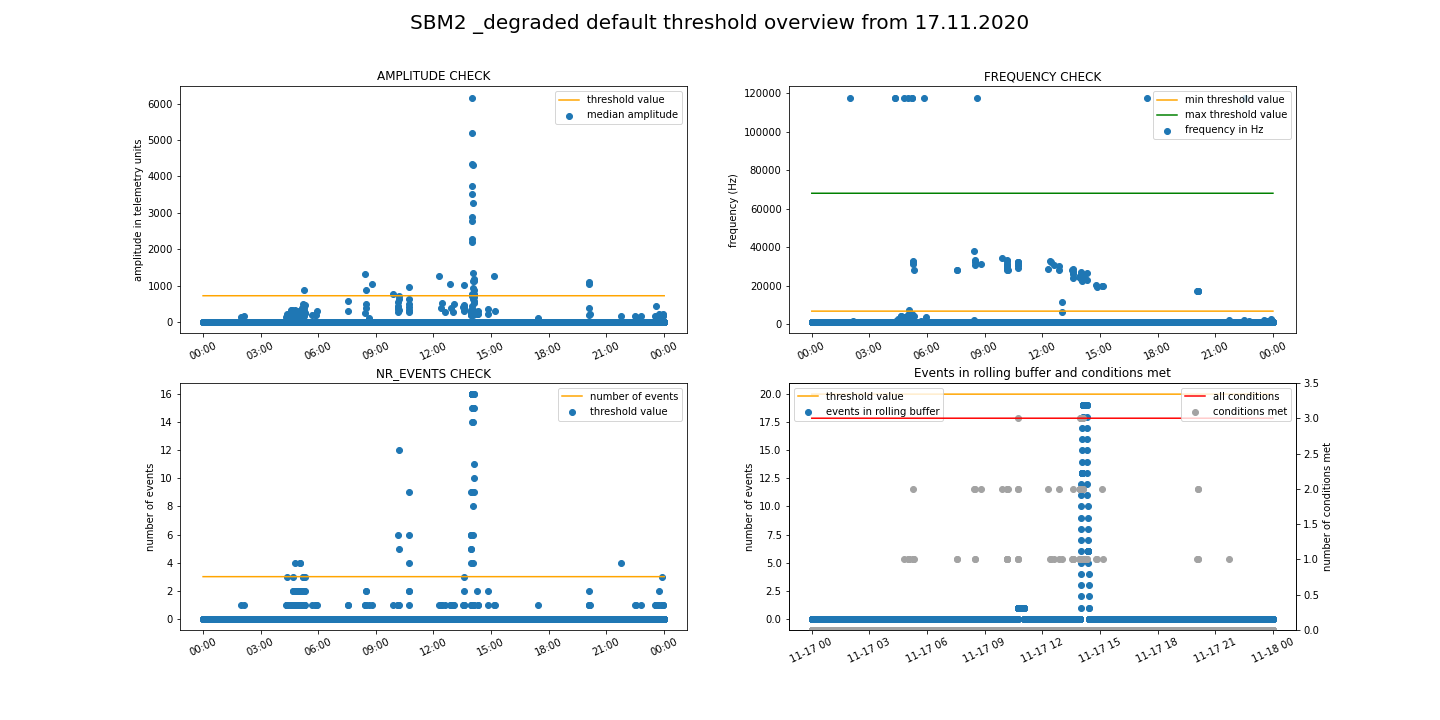 SBM2 _degraded default threshold overview from 17.11.2020
AMPLITUDE CHECK
amplitude in telemetry units
6000
5000
4000
3000
2000
1000
0
threshold value
median amplitude
00:00 03:00 06:00 09:00 12:00 15:00 18:00 21:00 00:00
FREQUENCY CHECK
frequency (Hz)
120000
100000
80000
60000
40000
20000
0
min threshold value
max threshold value
frequency in Hz
00:00 03:00 06:00 09:00 12:00 15:00 18:00 21:00 00:00
NR_EVENTS CHECK
number of events
16
14
12
10
8
6
4
2
0
number of events
threshold value
00:00 03:00 06:00 09:00 12:00 15:00 18:00 21:00 00:00
Events in rolling buffer and conditions met
number of events
20.0
17.5
15.0
12.5
10.0
7.5
5.0
2.5
0.0
threshold value
events in rolling buffer
all conditions
conditions met
3.5
3.0
2.5
2.0
1.5
1.0
0.5
0.0
number of conditions met
11-17 00 11-17 03 11-17 06 11-17 09 11-17 12 11-17 15 11-17 18 11-17 21 11-18 00